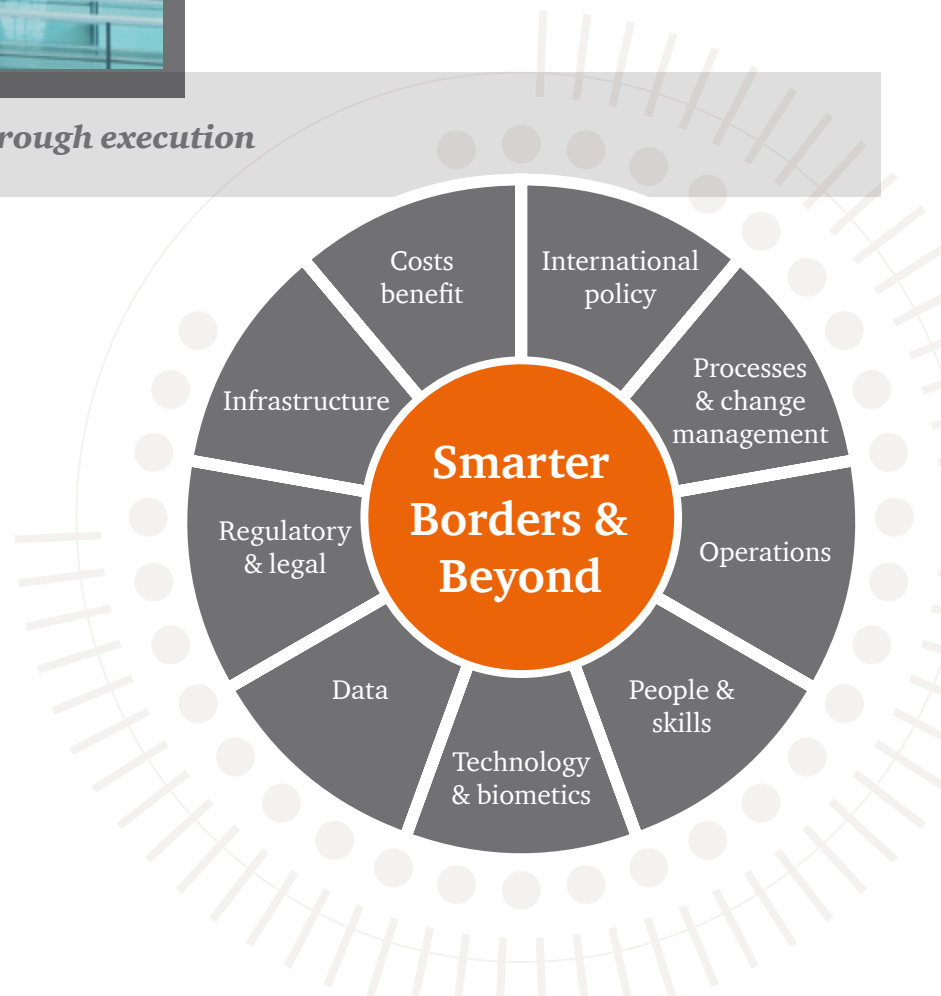 rough execution
Costs
benefit
International
policy
Processes
& change
management
Infrastructure
Smarter
Borders &
Beyond
Regulatory
& legal
Operations
Data
People &
skills
Technology
& biometics